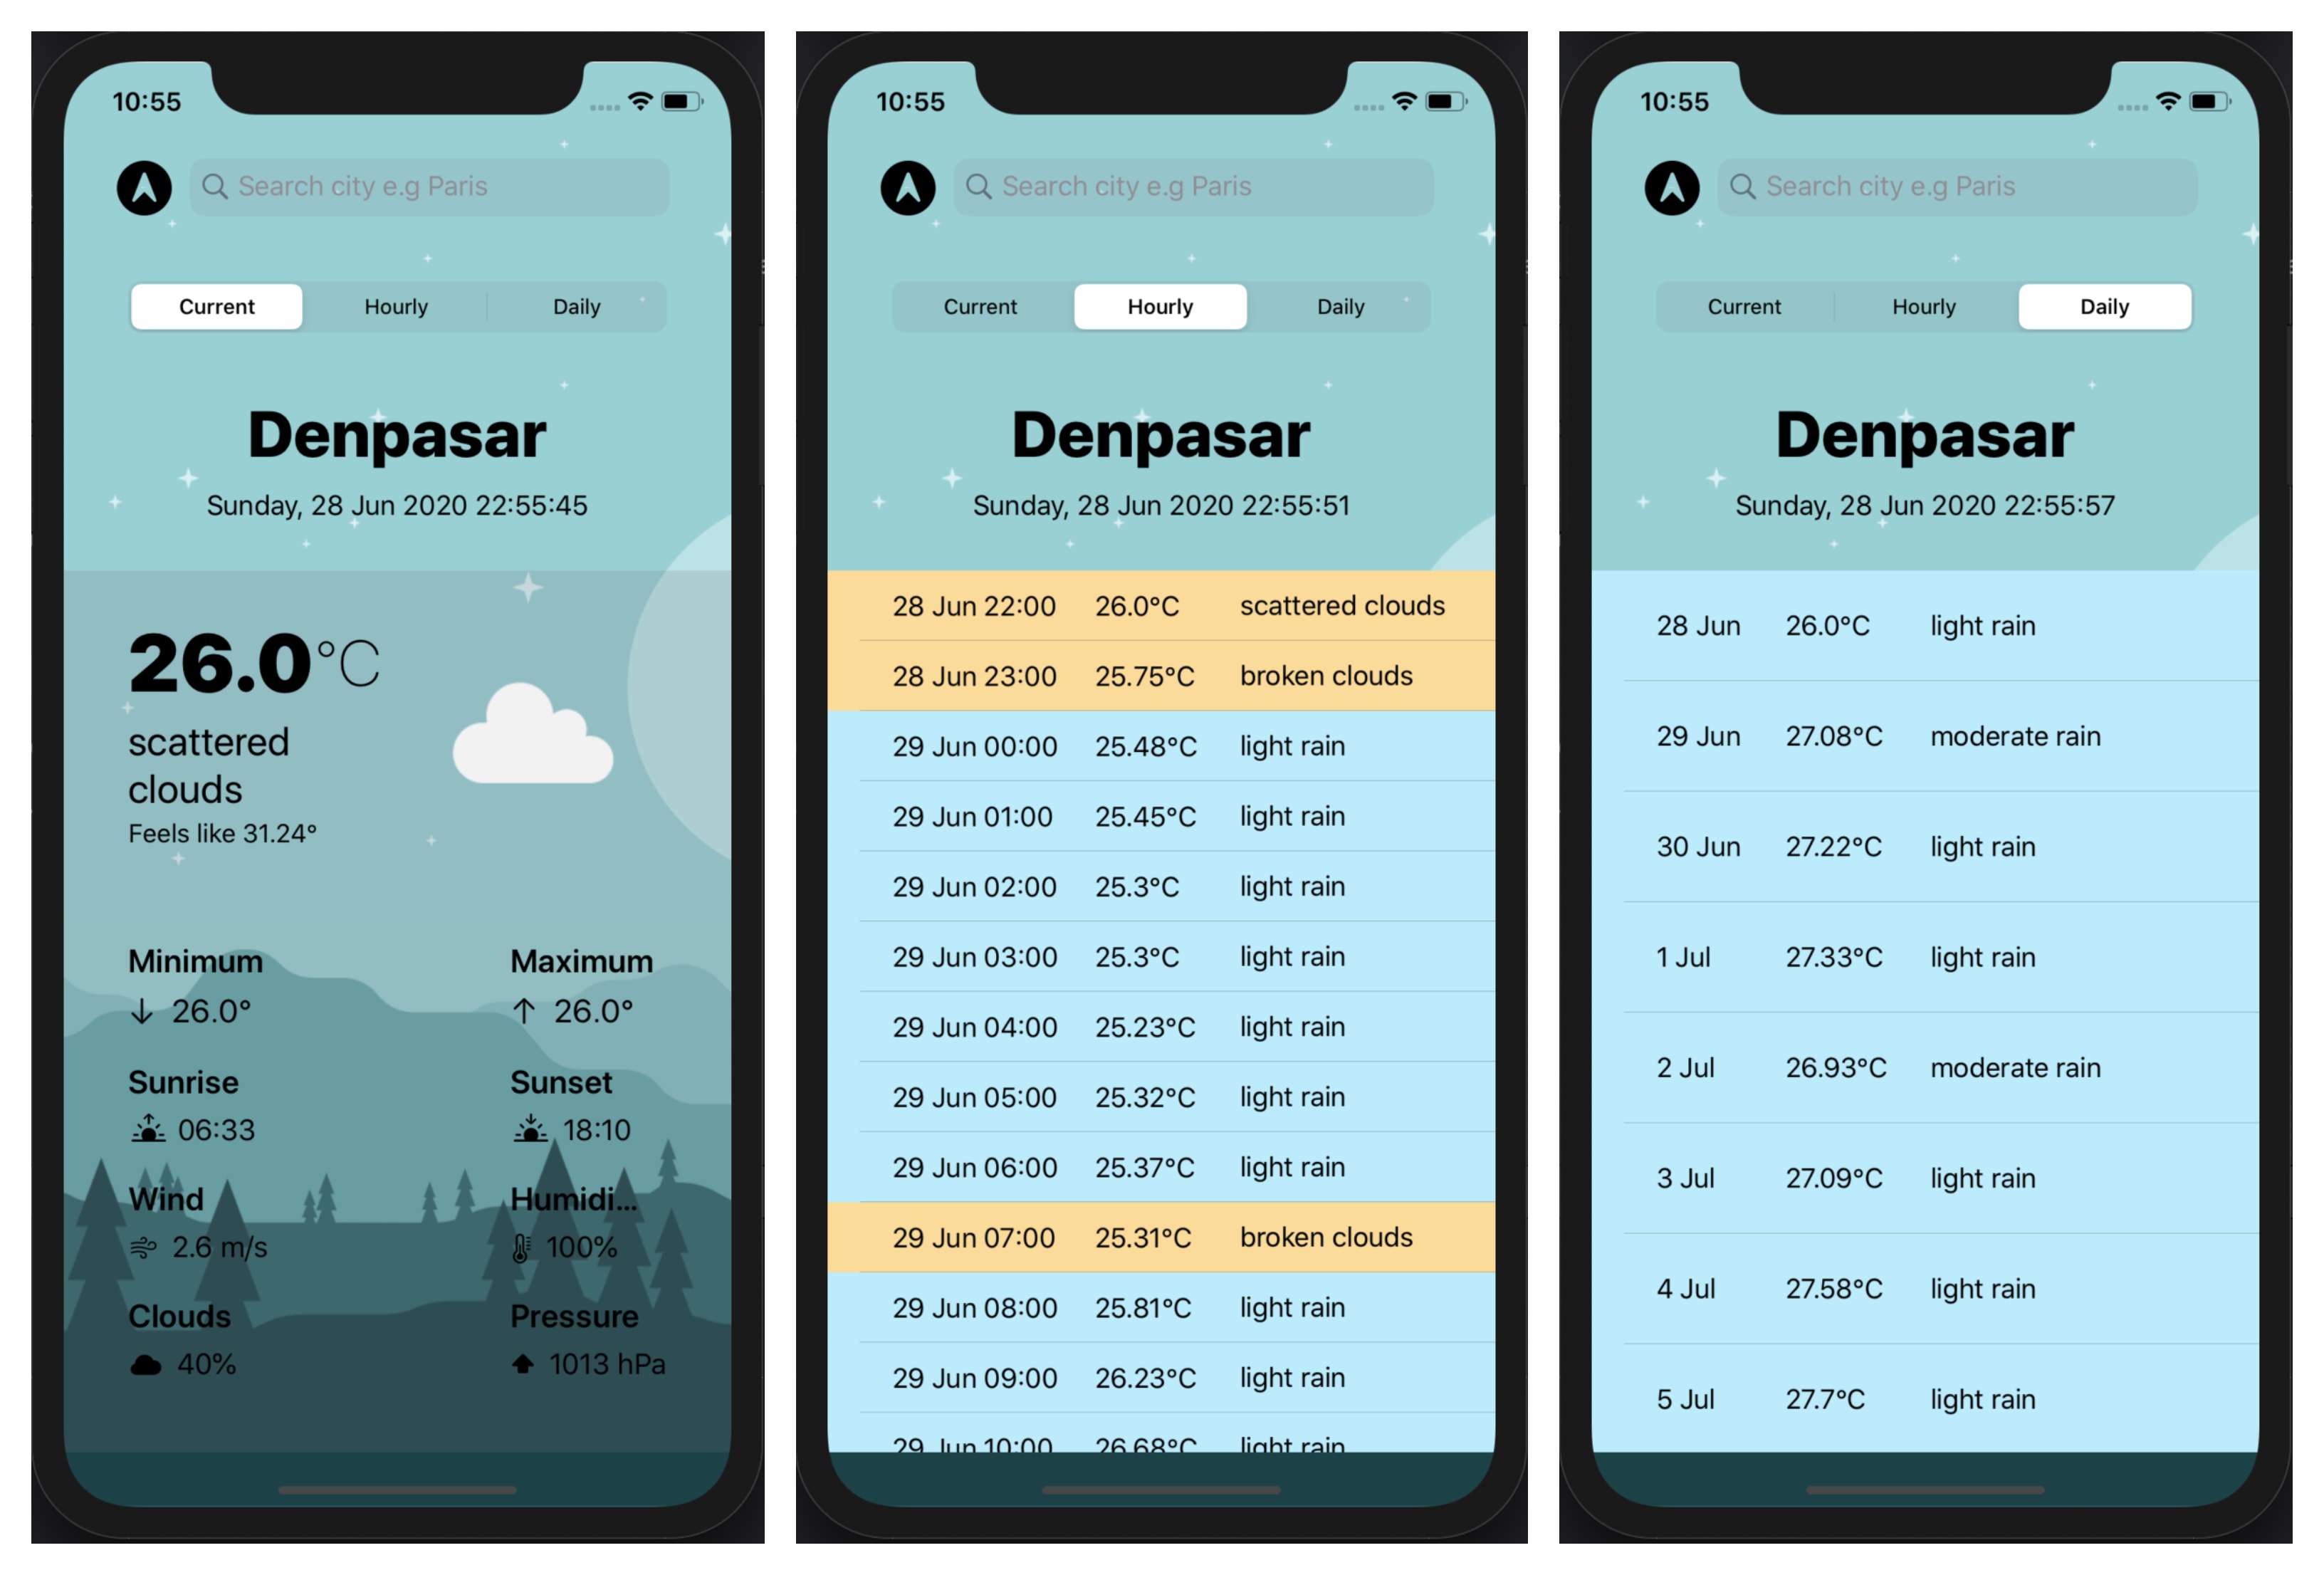 10:55
Search city e.g Paris
Current Hourly Daily
Denpasar
Sunday, 28 Jun 2020 22:55:45
26.0°C
scattered
clouds
Feels like 31.24°
Minimum Maximum
26.0° 26.0°
Sunrise Sunset
06:33 18:10
Wind Humidi...
2.6 m/s 100%
Clouds Pressure
40% 1013 hPa
10:55
Search city e.g Paris
Current Hourly Daily
Denpasar
Sunday, 28 Jun 2020 22:55:51
28 Jun 22:00 26.0°C scattered clouds
28 Jun 23:00 25.75°C broken clouds
29 Jun 00:00 25.48°C light rain
29 Jun 01:00 25.45°C light rain
29 Jun 02:00 25.3°C light rain
29 Jun 03:00 25.3°C light rain
29 Jun 04:00 25.23°C light rain
29 Jun 05:00 25.32°C light rain
29 Jun 06:00 25.37°C light rain
29 Jun 07:00 25.31°C broken clouds
29 Jun 08:00 25.81°C light rain
29 Jun 09:00 26.23°C light rain
29 Jun 10:00 26.68°C light rain
10:55
Search city e.g Paris
Current Hourly Daily
Denpasar
Sunday, 28 Jun 2020 22:55:57
28 Jun 26.0°C light rain
29 Jun 27.08°C moderate rain
30 Jun 27.22°C light rain
1 Jul 27.33°C light rain
2 Jul 26.93°C moderate rain
3 Jul 27.09°C light rain
4 Jul 27.58°C light rain
5 Jul 27.7°C light rain